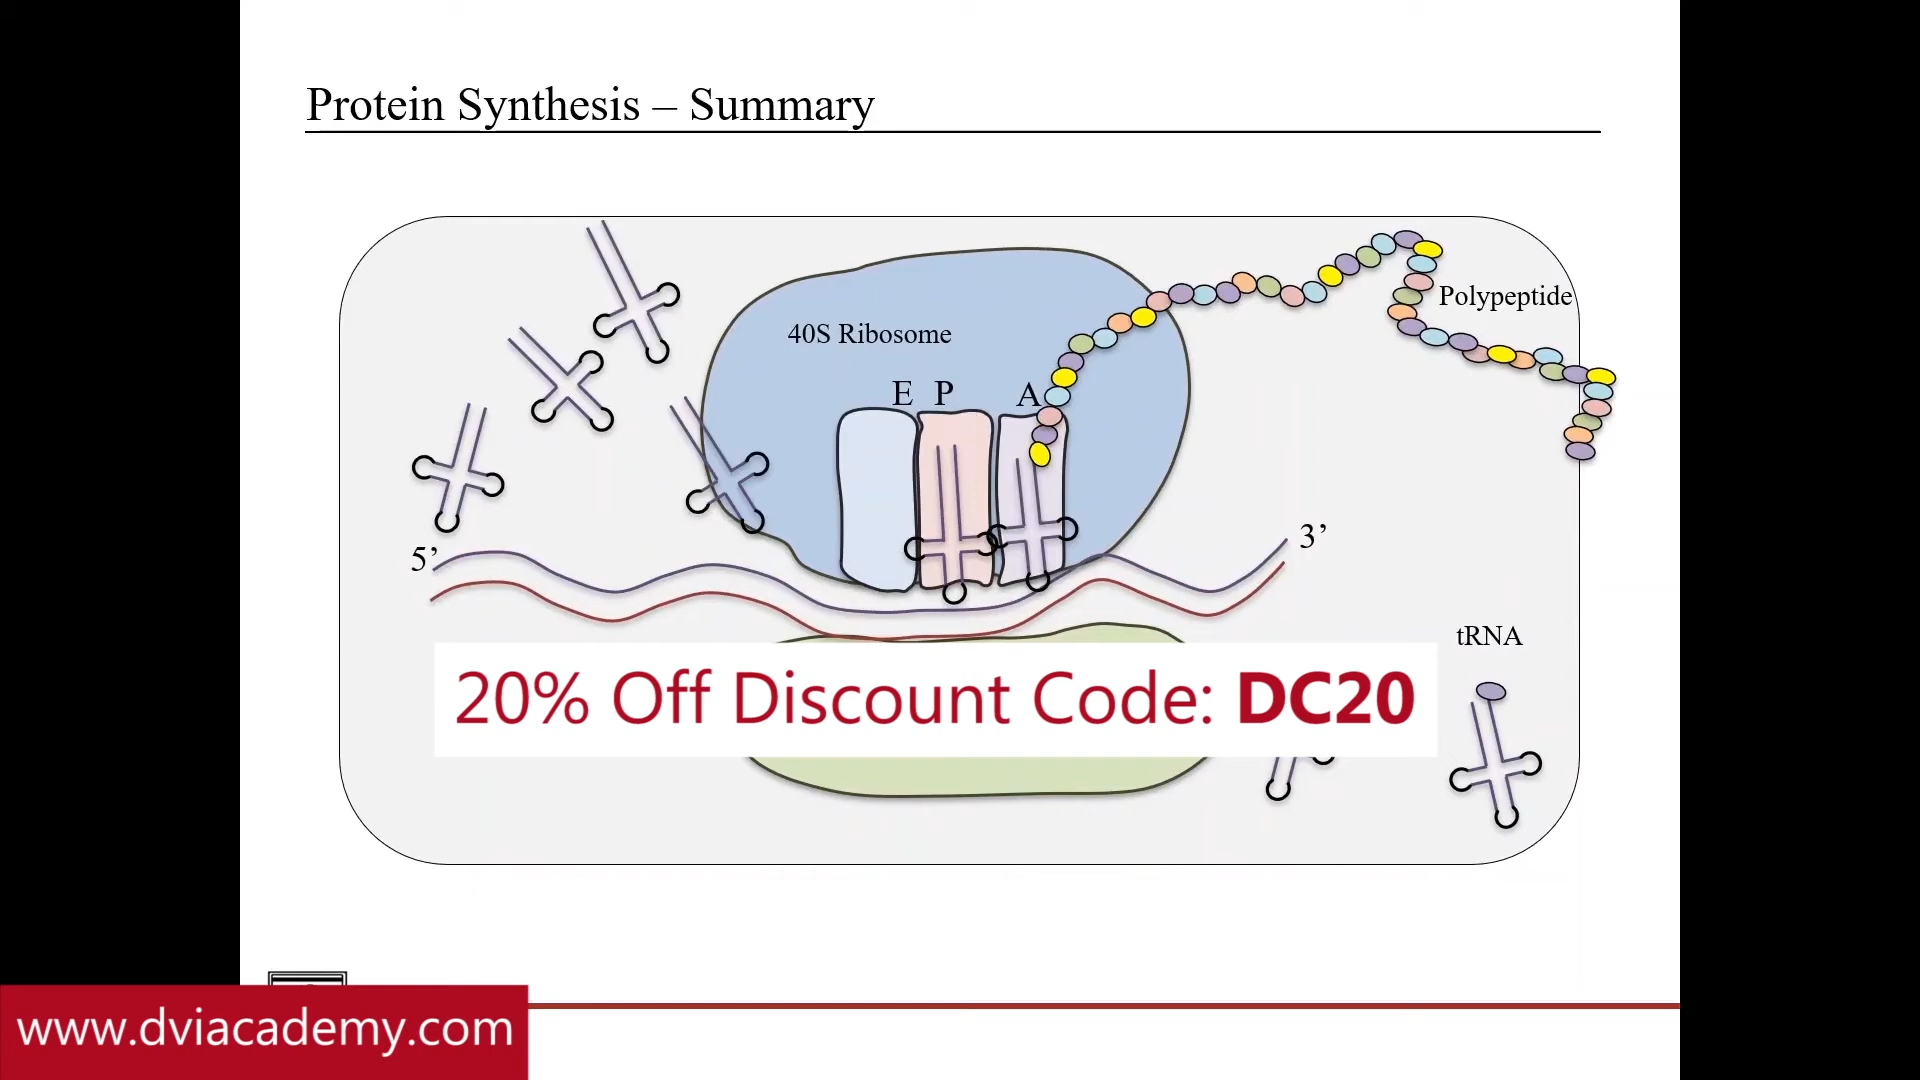 Protein Synthesis – Summary
Polypeptide
40S Ribosome
E P A
5’
3’
tRNA
20% Off Discount Code: DC20
www.dviacademy.com